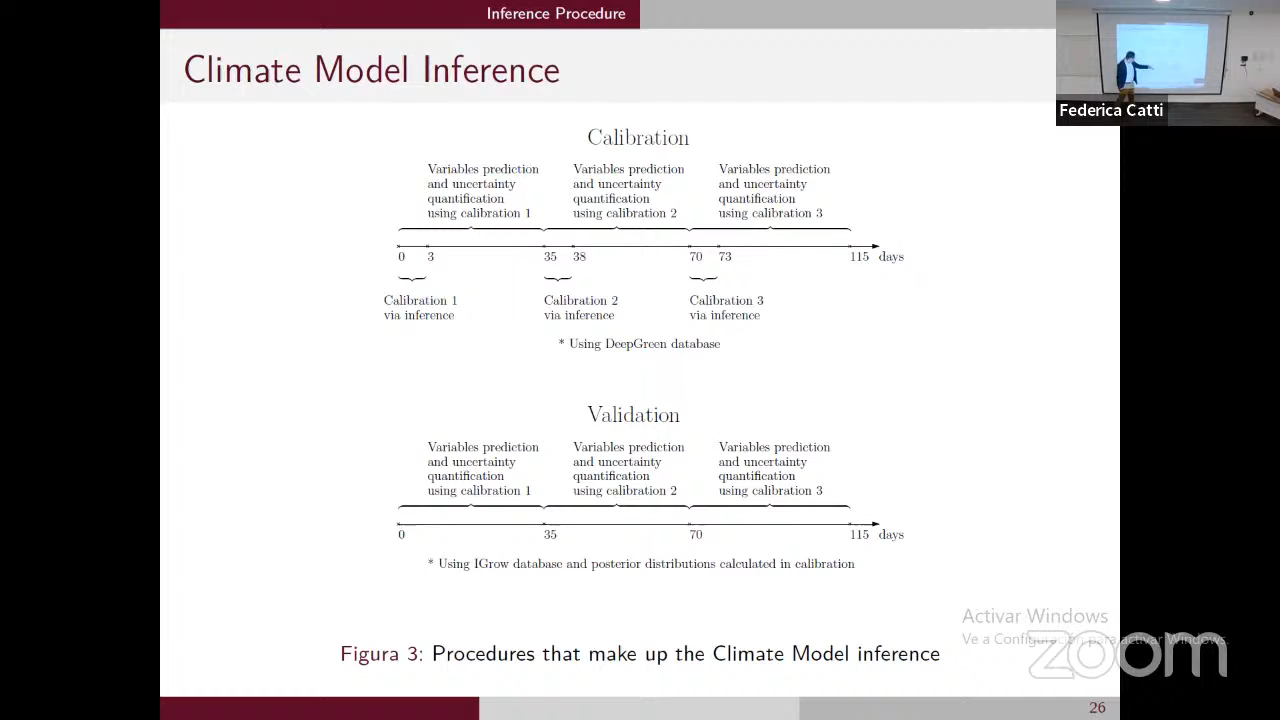 Inference Procedure
Climate Model Inference
Federica Catti
Calibration
Variables prediction
and uncertainty
quantification
using calibration 1
Variables prediction
and uncertainty
quantification
using calibration 2
Variables prediction
and uncertainty
quantification
using calibration 3
0 3 35 38 70 73 115 days
Calibration 1
via inference
Calibration 2
via inference
Calibration 3
via inference
* Using DeepGreen database
Validation
Variables prediction
and uncertainty
quantification
using calibration 1
Variables prediction
and uncertainty
quantification
using calibration 2
Variables prediction
and uncertainty
quantification
using calibration 3
0 35 70 115 days
* Using IGrow database and posterior distributions calculated in calibration
Activar Windows
Ve a Configuración para activar Windows.
zoom
Figura 3: Procedures that make up the Climate Model inference
26